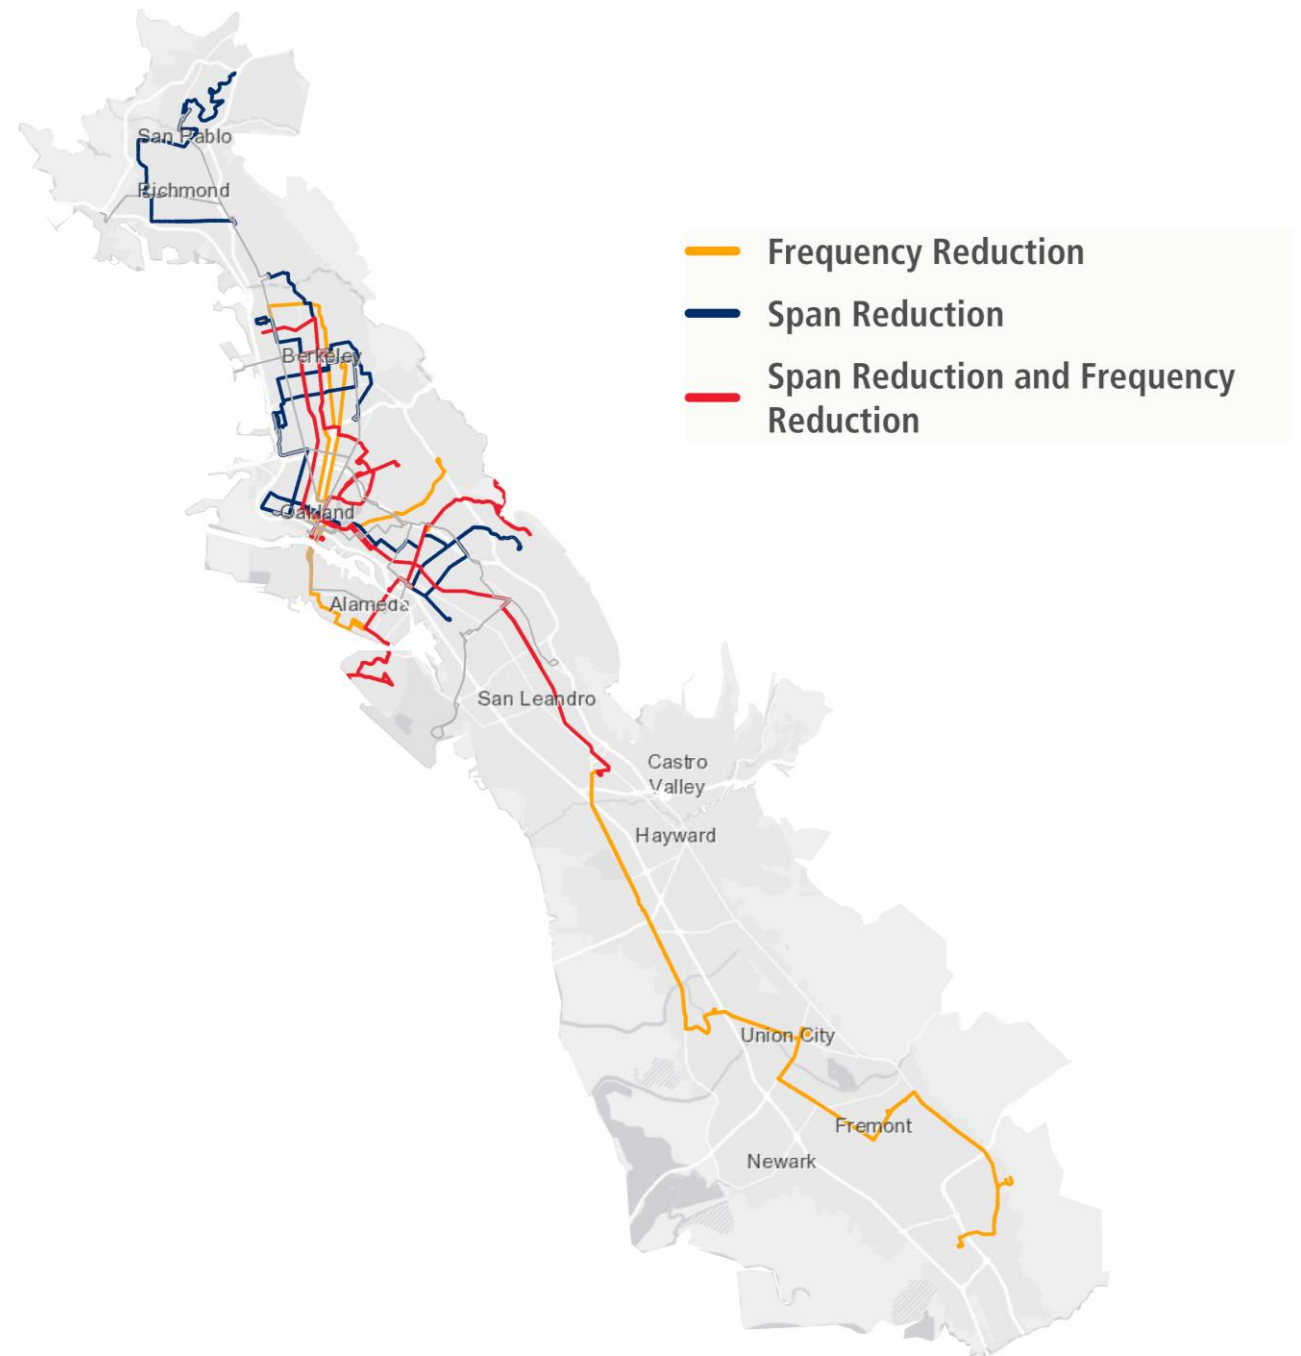 San Pablo
Richmond
Frequency Reduction
Span Reduction
Span Reduction and Frequency
Reduction
Berkeley
Oakland
Alameda
San Leandro
Castro
Valley
Hayward
Union City
Fremont
Newark